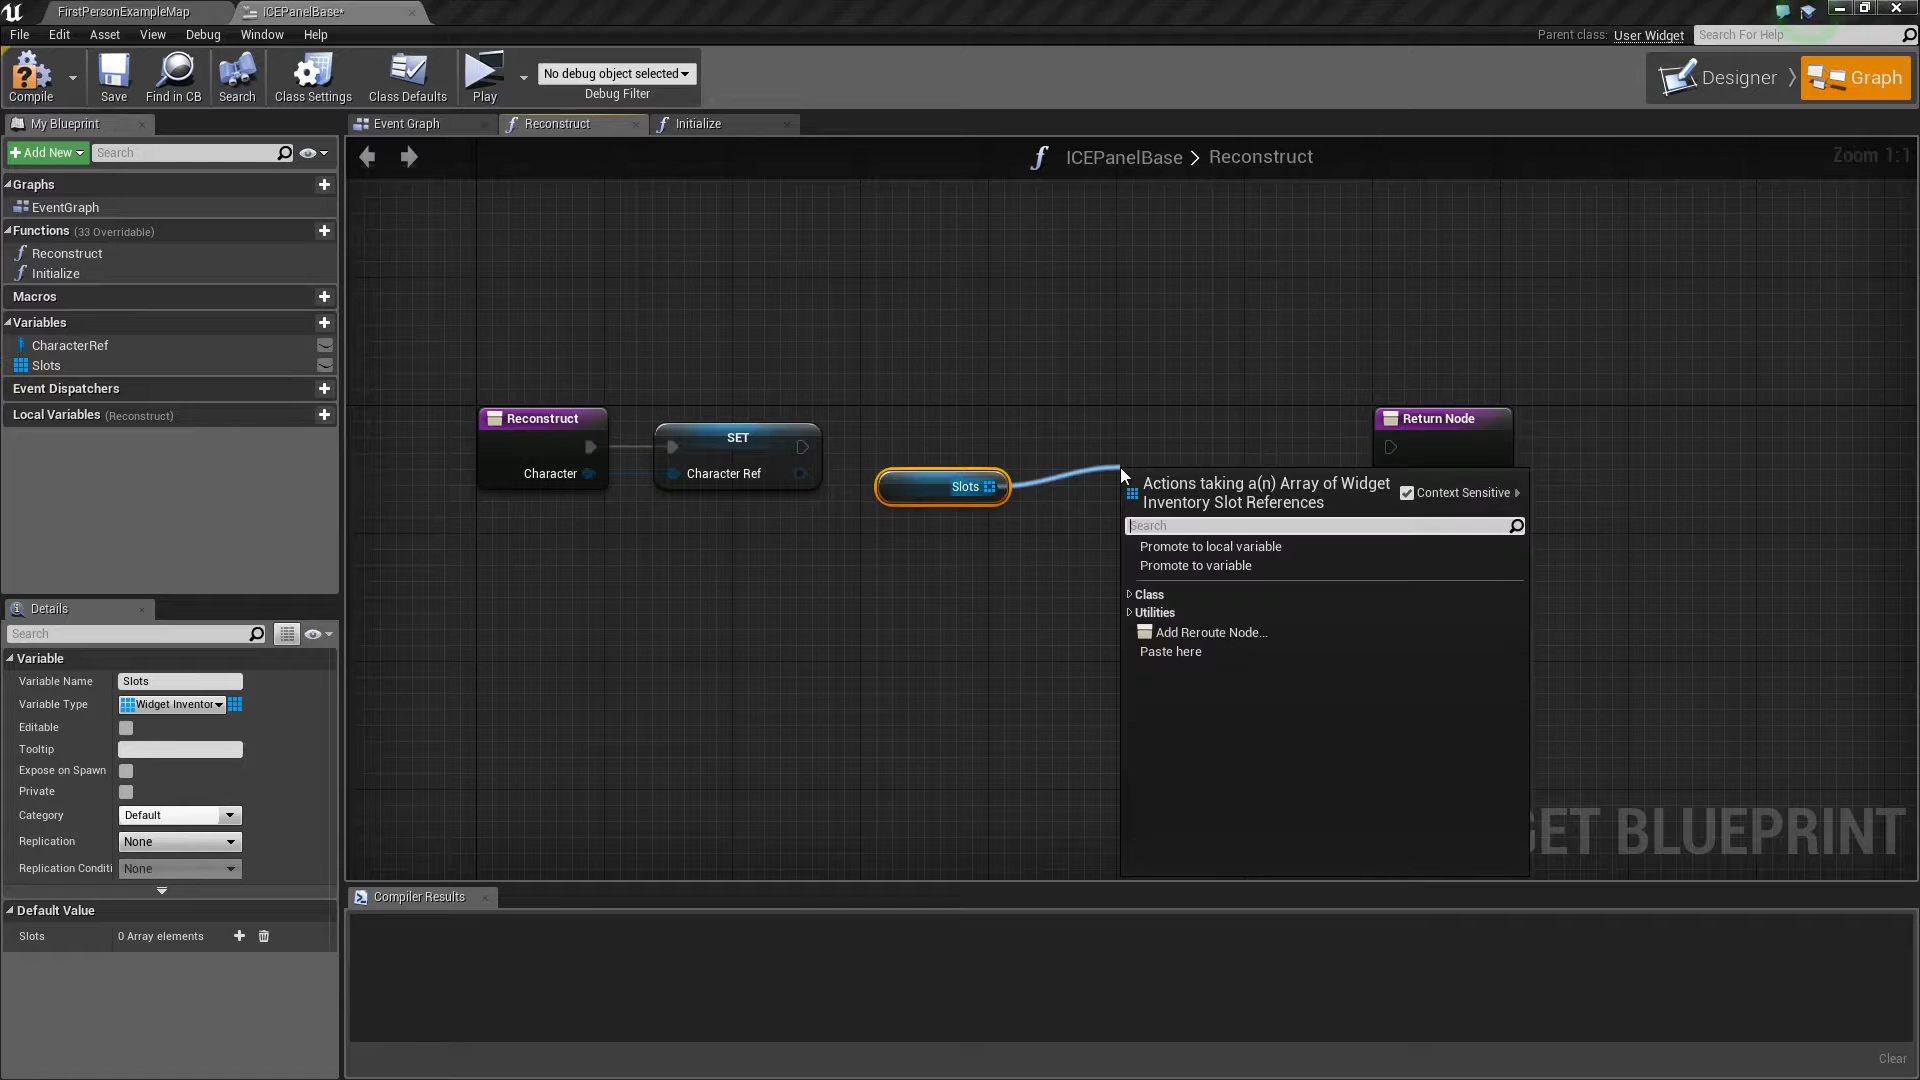 FirstPersonExampleMap
ICEPanelBase*
File
Edit
Asset
View
Debug
Window
Help
Parent class:
User Widget
Search For Help
Compile
Save
Find in CB
Search
Class Settings
Class Defaults
Play
No debug object selected
Debug Filter
Designer
Graph
My Blueprint
Event Graph
Reconstruct
Initialize
Add New
Search
ICEPanelBase > Reconstruct
Zoom 1:1
Graphs
EventGraph
Functions (33 Overridable)
Reconstruct
Initialize
Macros
Variables
CharacterRef
Slots
Event Dispatchers
Local Variables (Reconstruct)
Reconstruct
Character
SET
Character Ref
Slots
Return Node
Actions taking a(n) Array of Widget
Inventory Slot References
Context Sensitive
Search
Promote to local variable
Promote to variable
Class
Utilities
Add Reroute Node...
Paste here
GET BLUEPRINT
Details
Search
Variable
Variable Name
Slots
Variable Type
Widget Inventor
Editable
Tooltip
Expose on Spawn
Private
Category
Default
Replication
None
Replication Conditi
None
Default Value
Slots
0 Array elements
Compiler Results
Clear